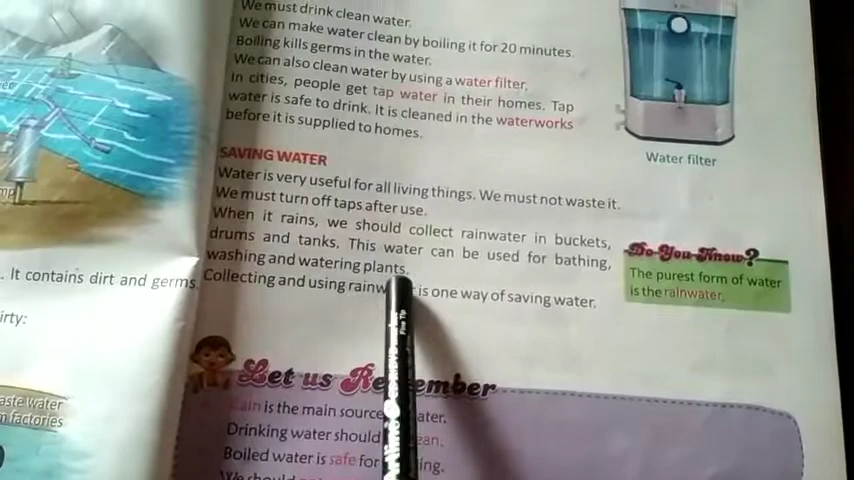 We must drink clean water.
We can make water clean by boiling it for 20 minutes.
Boiling kills germs in the water.
We can also clean water by using a water filter.
In cities, people get tap water in their homes. Tap
water is safe to drink. It is cleaned in the waterworks
before it is supplied to homes.
Water filter
SAVING WATER
Water is very useful for all living things. We must not waste it.
We must turn off taps after use.
When it rains, we should collect rainwater in buckets,
drums and tanks. This water can be used for bathing,
washing and watering plants.
Collecting and using is one way of saving water.
Do You Know?
The purest form of water
is the rainwater.
. It contains dirt and germs.
irty:
aste water
m factories
Let us Remember
Rain is the main source
Drinking water should
Boiled water is safe for
We should